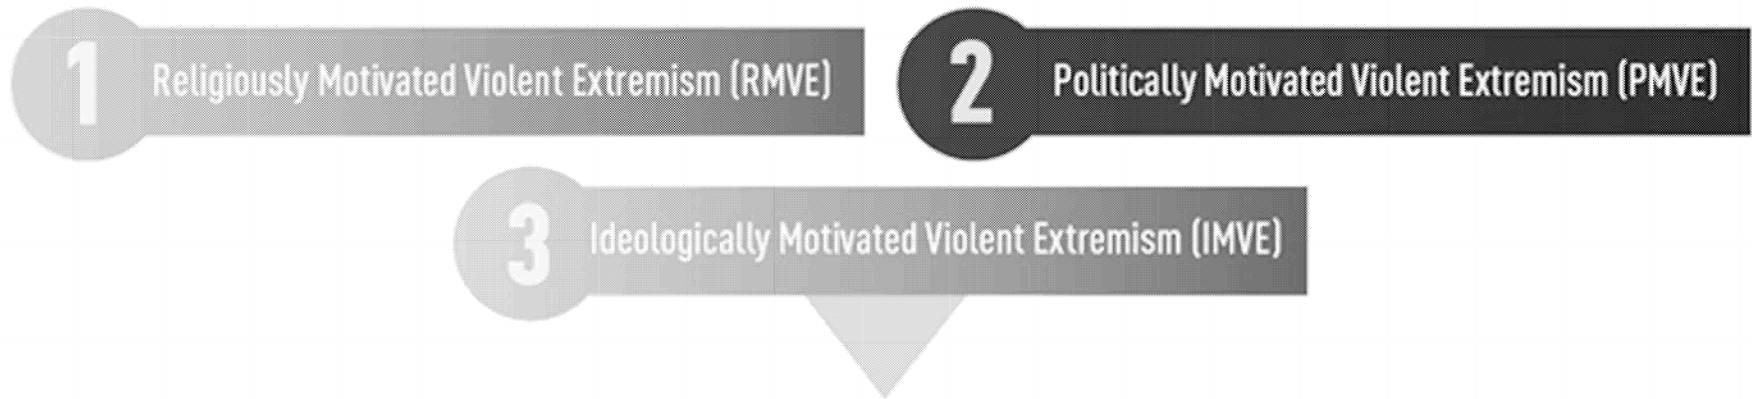 1 Religiously Motivated Violent Extremism (RMVE)
2 Politically Motivated Violent Extremism (PMVE)
3 Ideologically Motivated Violent Extremism (IMVE)